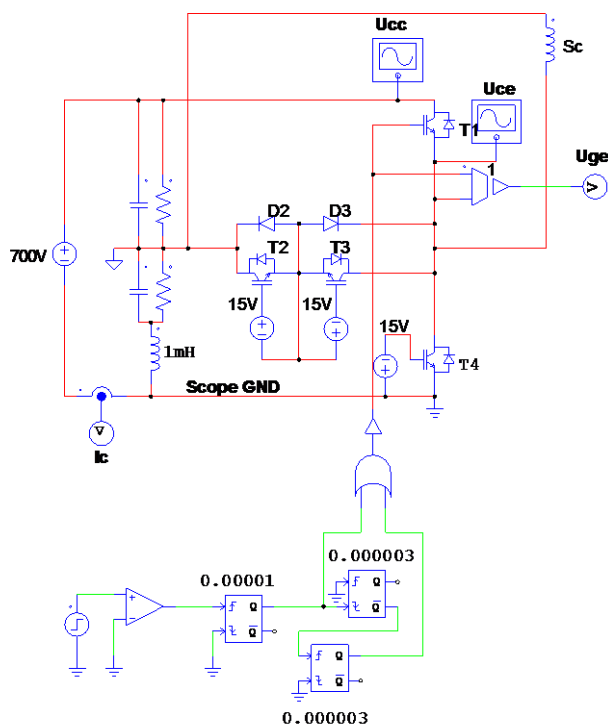 Ucc
Sc
Uce
T1
Uge
1
V
D2
D3
700V
T2
T3
15V
15V
15V
1mH
T4
Scope GND
V
Ic
0.000003
0.00001
Q
Q
Q
Q
Q
Q
0.000003